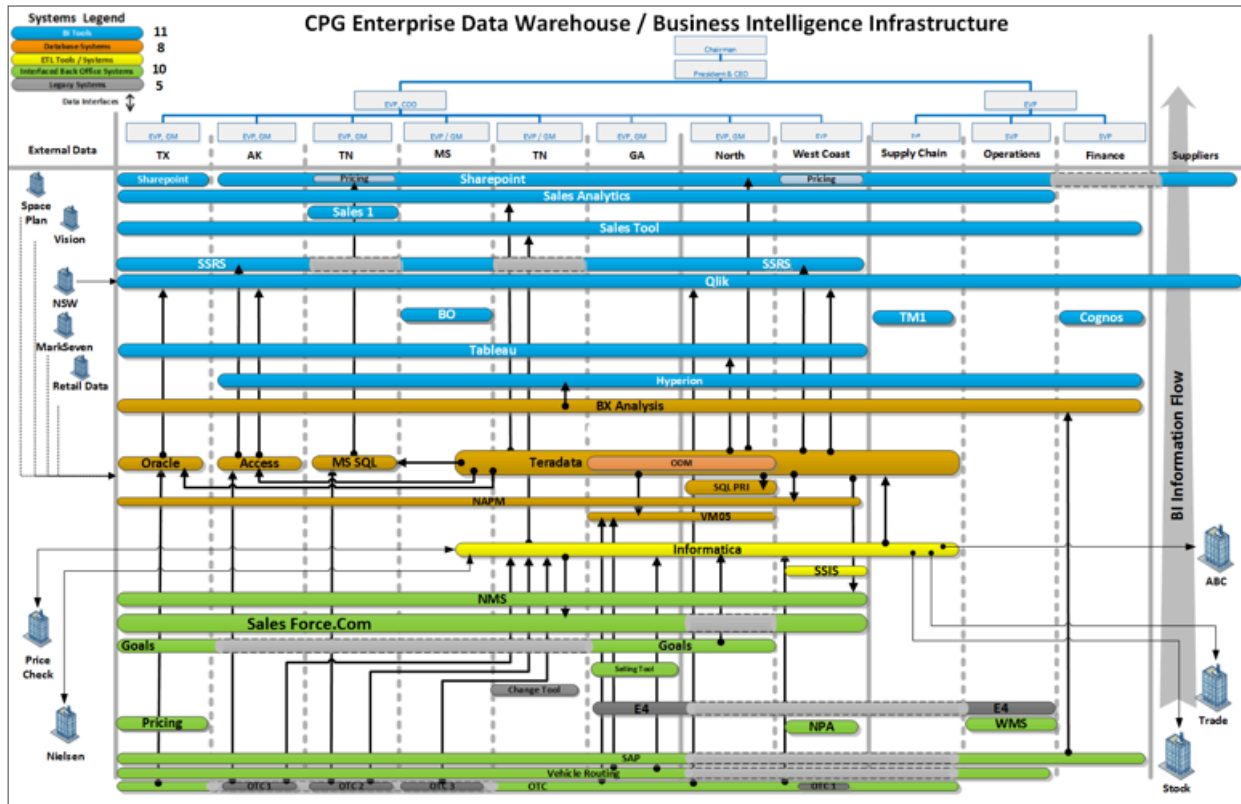 Systems Legend
CPG Enterprise Data Warehouse / Business Intelligence Infrastructure
BI Tools 11
Database Systems 8
ETL Tools / Systems
Interfaced Back Office Systems 10
Legacy Systems 5
Data Interfaces
Chairman
President & CEO
EVP, COO
EVP
EVP, GM EVP, GM EVP, GM EVP / GM EVP / GM EVP, GM EVP, GM EVP EVP SVP SVP
External Data TX AK TN MS TN GA North West Coast Supply Chain Operations Finance Suppliers
Sharepoint Pricing Sharepoint Pricing
Space Plan
Sales Analytics
Sales 1
Vision
Sales Tool
SSRS SSRS
Qlik
NSW
BO TM1 Cognos
MarkSeven
Tableau
Retail Data
Hyperion
BX Analysis
BI Information Flow
Oracle Access MS SQL Teradata ODM
SQL PRI
NAPM
VM05
Informatica
SSIS
ABC
NMS
Sales Force.Com
Price Check
Goals Goals
Selling Tool
Change Tool
E4 E4
Trade
Pricing NPA WMS
Nielsen
SAP
Vehicle Routing
OTC 1 OTC 2 OTC 3 OTC OTC 3
Stock